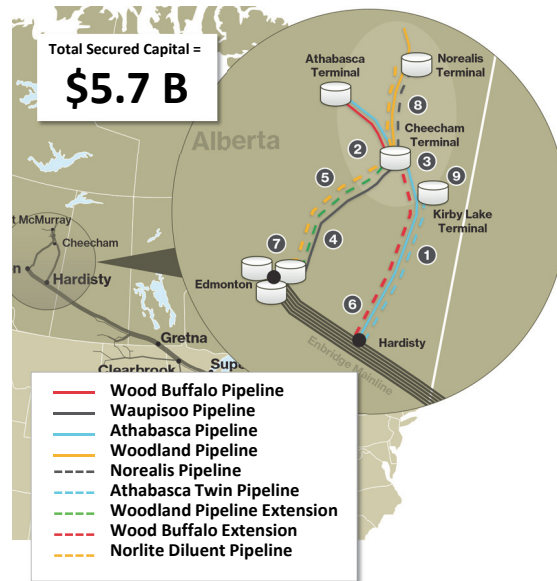 Total Secured Capital =
$5.7 B
Alberta
Athabasca
Terminal
Norealis
Terminal
8
Cheecham
Terminal
2
3
9
5
Kirby Lake
Terminal
4
1
7
Edmonton
6
Hardisty
Enbridge Mainline
McMurray
Cheecham
Hardisty
Gretna
Clearbrook
Wood Buffalo Pipeline
Waupisoo Pipeline
Athabasca Pipeline
Woodland Pipeline
Norealis Pipeline
Athabasca Twin Pipeline
Woodland Pipeline Extension
Wood Buffalo Extension
Norlite Diluent Pipeline